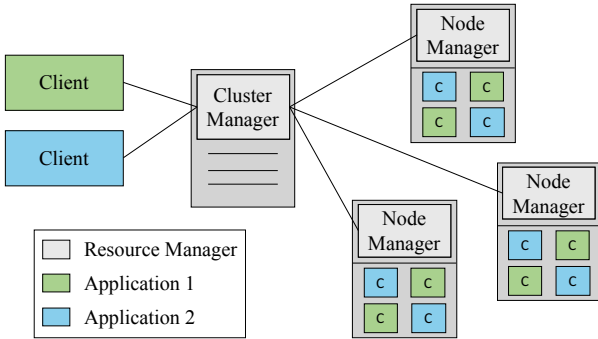 Client
Client
Cluster
Manager
Node
Manager
C C
C C
Node
Manager
C C
C C
Node
Manager
C C
C C
Resource Manager
Application 1
Application 2